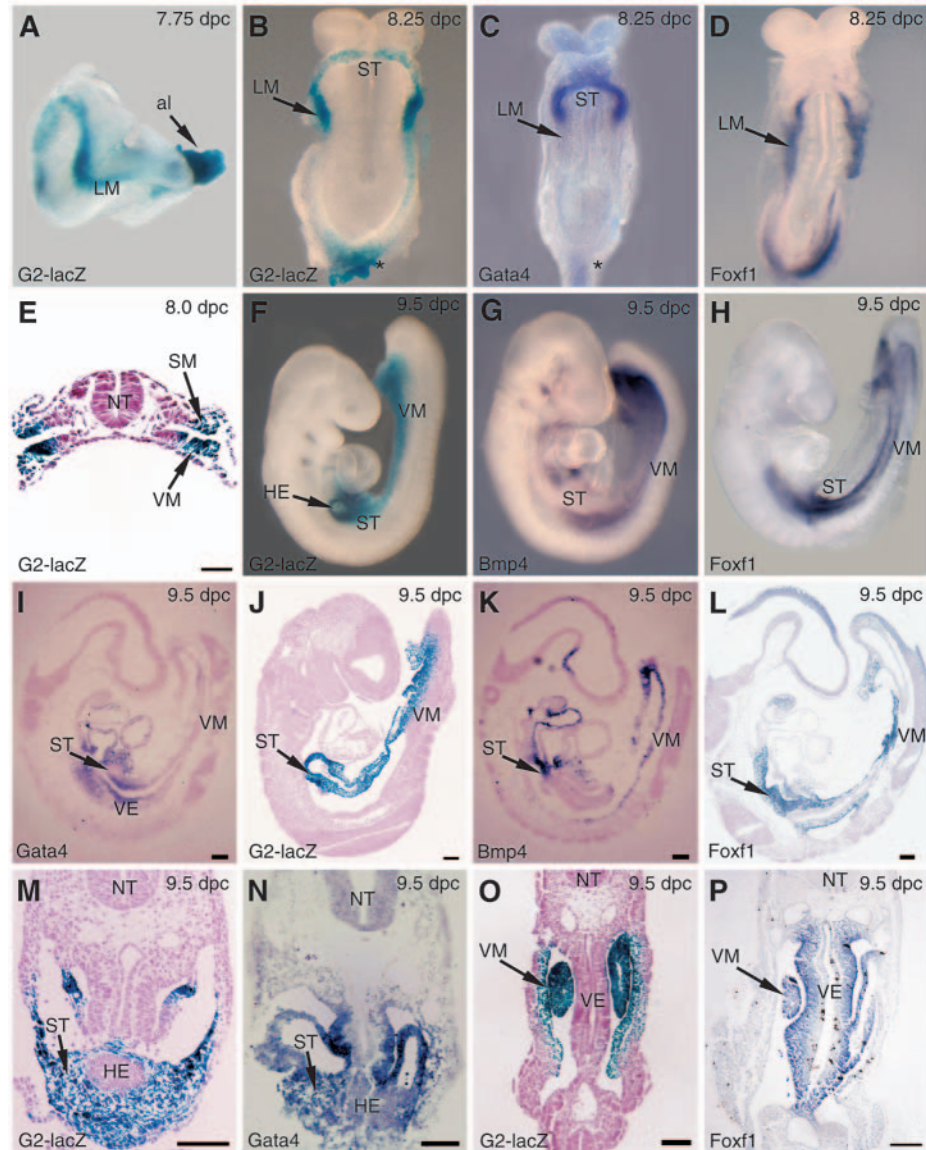 A 7.75 dpc
al
LM
G2-lacZ
B 8.25 dpc
ST
LM
*
G2-lacZ
C 8.25 dpc
ST
LM
*
Gata4
D 8.25 dpc
LM
Foxf1
E 8.0 dpc
SM
NT
VM
G2-lacZ
F 9.5 dpc
VM
HE
ST
G2-lacZ
G 9.5 dpc
VM
ST
Bmp4
H 9.5 dpc
VM
ST
Foxf1
I 9.5 dpc
VM
ST
VE
Gata4
J 9.5 dpc
VM
ST
G2-lacZ
K 9.5 dpc
VM
ST
Bmp4
L 9.5 dpc
VM
ST
Foxf1
M NT 9.5 dpc
ST
HE
G2-lacZ
N NT 9.5 dpc
ST
HE
Gata4
O NT 9.5 dpc
VM
VE
G2-lacZ
P NT 9.5 dpc
VM
VE
Foxf1